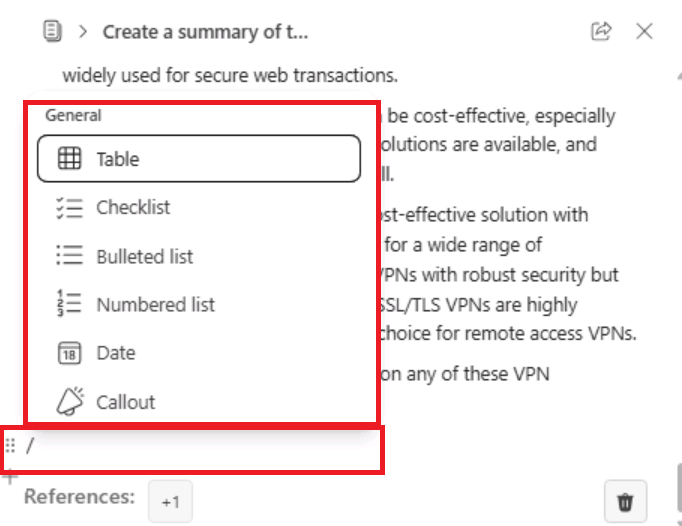 Create a summary of t...
widely used for secure web transactions.
General
be cost-effective, especially
Table
olutions are available, and
Checklist
ost-effective solution with
for a wide range of
Bulleted list
VPNs with robust security but
Numbered list
SSL/TLS VPNs are highly
choice for remote access VPNs.
18
Date
on any of these VPN
Callout
/
References:
+1